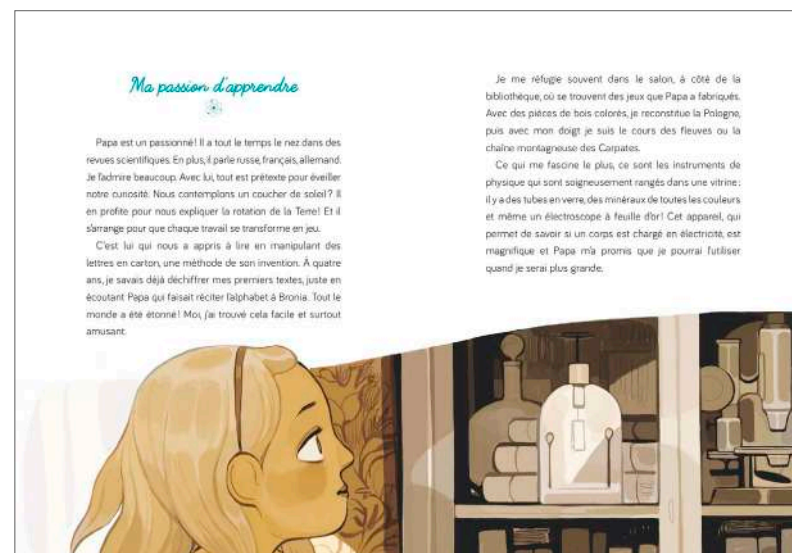 Ma passion d'apprendre
Papa est un passionné! Il a tout le temps le nez dans des
revues scientifiques. En plus, il parle russe, français, allemand.
Je l'admire beaucoup. Avec lui, tout est prétexte pour éveiller
notre curiosité. Nous contemplons un coucher de soleil? Il
en profite pour nous expliquer la rotation de la Terre! Et il
s'arrange pour que chaque travail se transforme en jeu.
C'est lui qui nous a appris à lire en manipulant des
lettres en carton, une méthode de son invention. À quatre
ans, je savais déjà déchiffrer mes premiers textes, juste en
écoutant Papa qui faisait réciter l'alphabet à Bronia. Tout le
monde a été étonné! Moi, j'ai trouvé cela facile et surtout
amusant.
Je me réfugie souvent dans le salon, à côté de la
bibliothèque, où se trouvent des jeux que Papa a fabriqués.
Avec des pièces de bois colorés, je reconstitue la Pologne,
puis avec mon doigt je suis le cours des fleuves ou la
chaîne montagneuse des Carpates.
Ce qui me fascine le plus, ce sont les instruments de
physique qui sont soigneusement rangés dans une vitrine:
il y a des tubes en verre, des minéraux de toutes les couleurs
et même un électroscope à feuille d'or! Cet appareil, qui
permet de savoir si un corps est chargé en électricité, est
magnifique et Papa m'a promis que je pourrai l'utiliser
quand je serai plus grande.